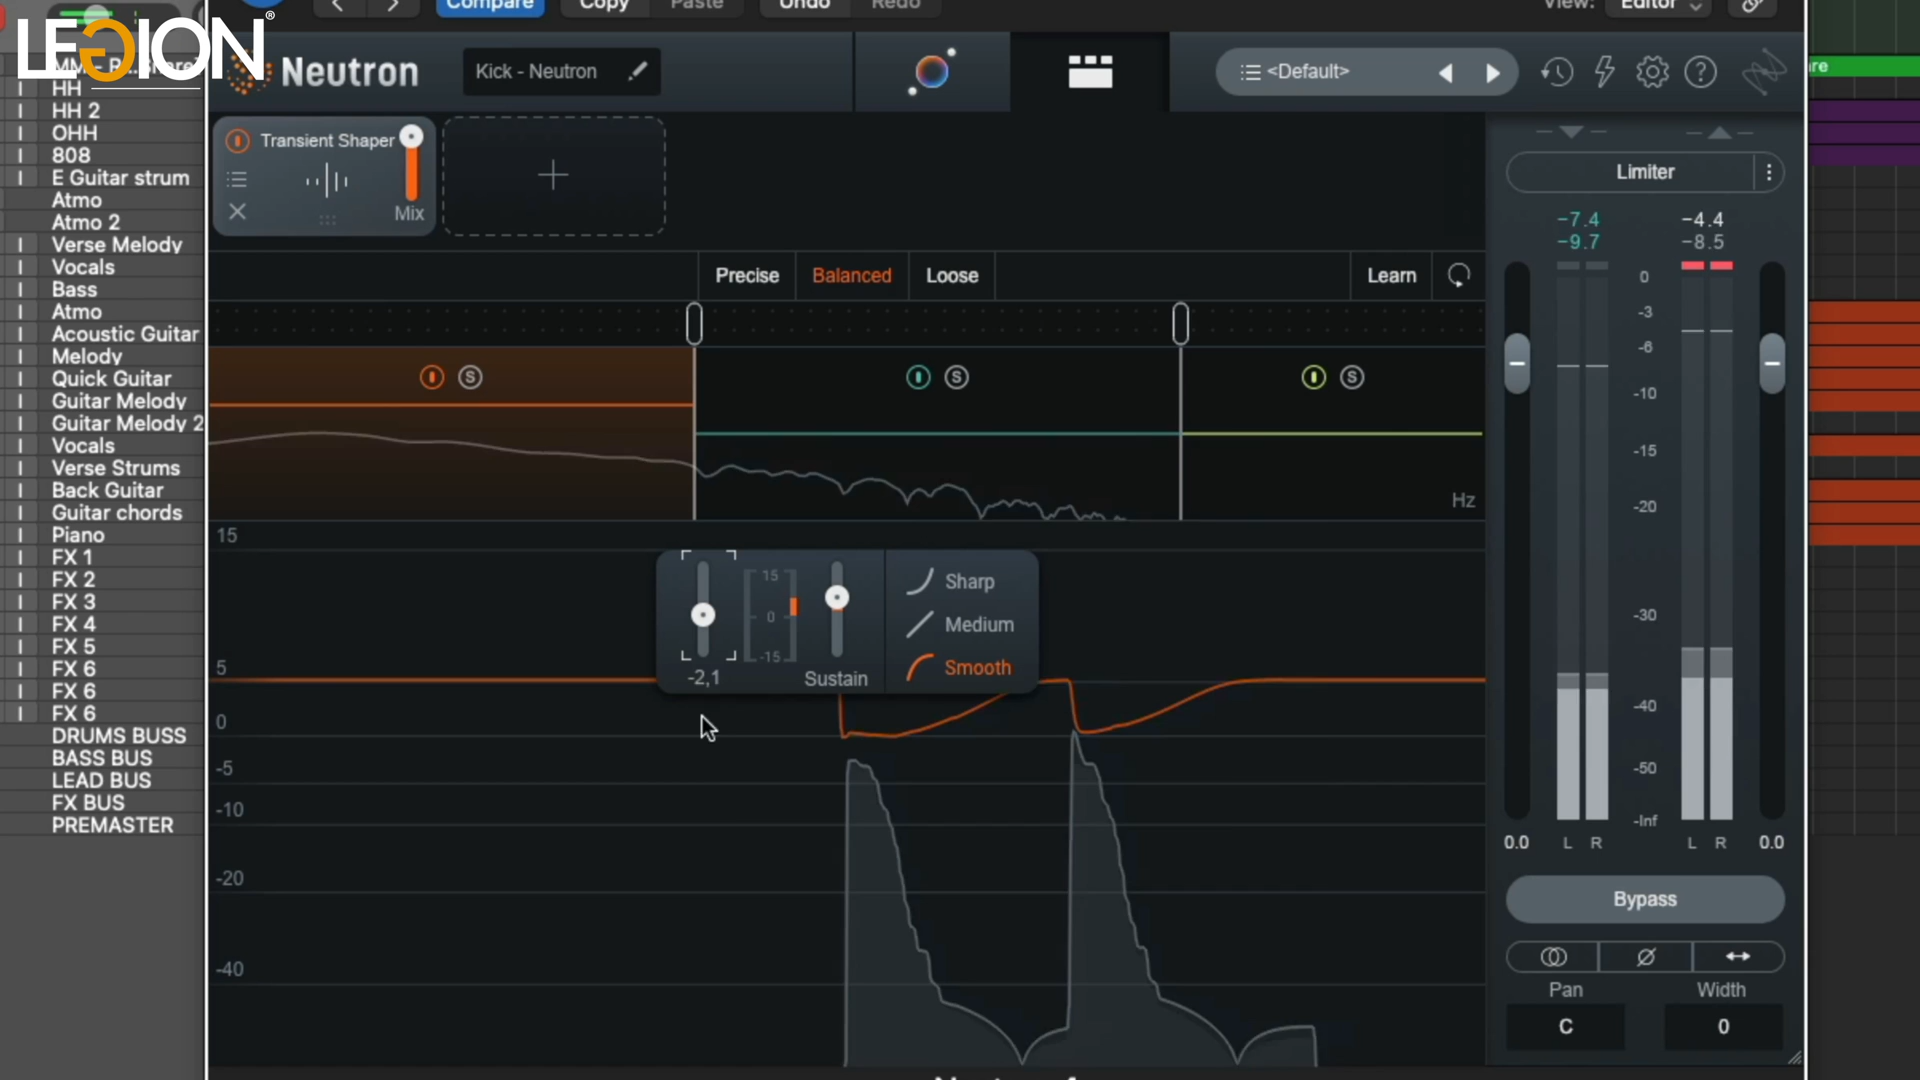 Compare
Copy
Paste
Undo
Redo
View:
Editor
LEGION®
Neutron
Kick - Neutron
<Default>
HH
HH 2
OHH
808
E Guitar strum
Atmo
Atmo 2
Verse Melody
Vocals
Bass
Atmo
Acoustic Guitar
Melody
Quick Guitar
Guitar Melody
Guitar Melody 2
Vocals
Verse Strums
Back Guitar
Guitar chords
Piano
FX 1
FX 2
FX 3
FX 4
FX 5
FX 6
FX 6
FX 6
DRUMS BUSS
BASS BUS
LEAD BUS
FX BUS
PREMASTER
Transient Shaper
Mix
Precise
Balanced
Loose
Learn
S
S
S
Hz
15
5
0
-5
-10
-20
-40
15
0
-15
-2,1
Sustain
Sharp
Medium
Smooth
Limiter
-7.4
-9.7
-4.4
-8.5
0
-3
-6
-10
-15
-20
-30
-40
-50
-Inf
0.0
L R
L R
0.0
Bypass
Pan
Width
C
0